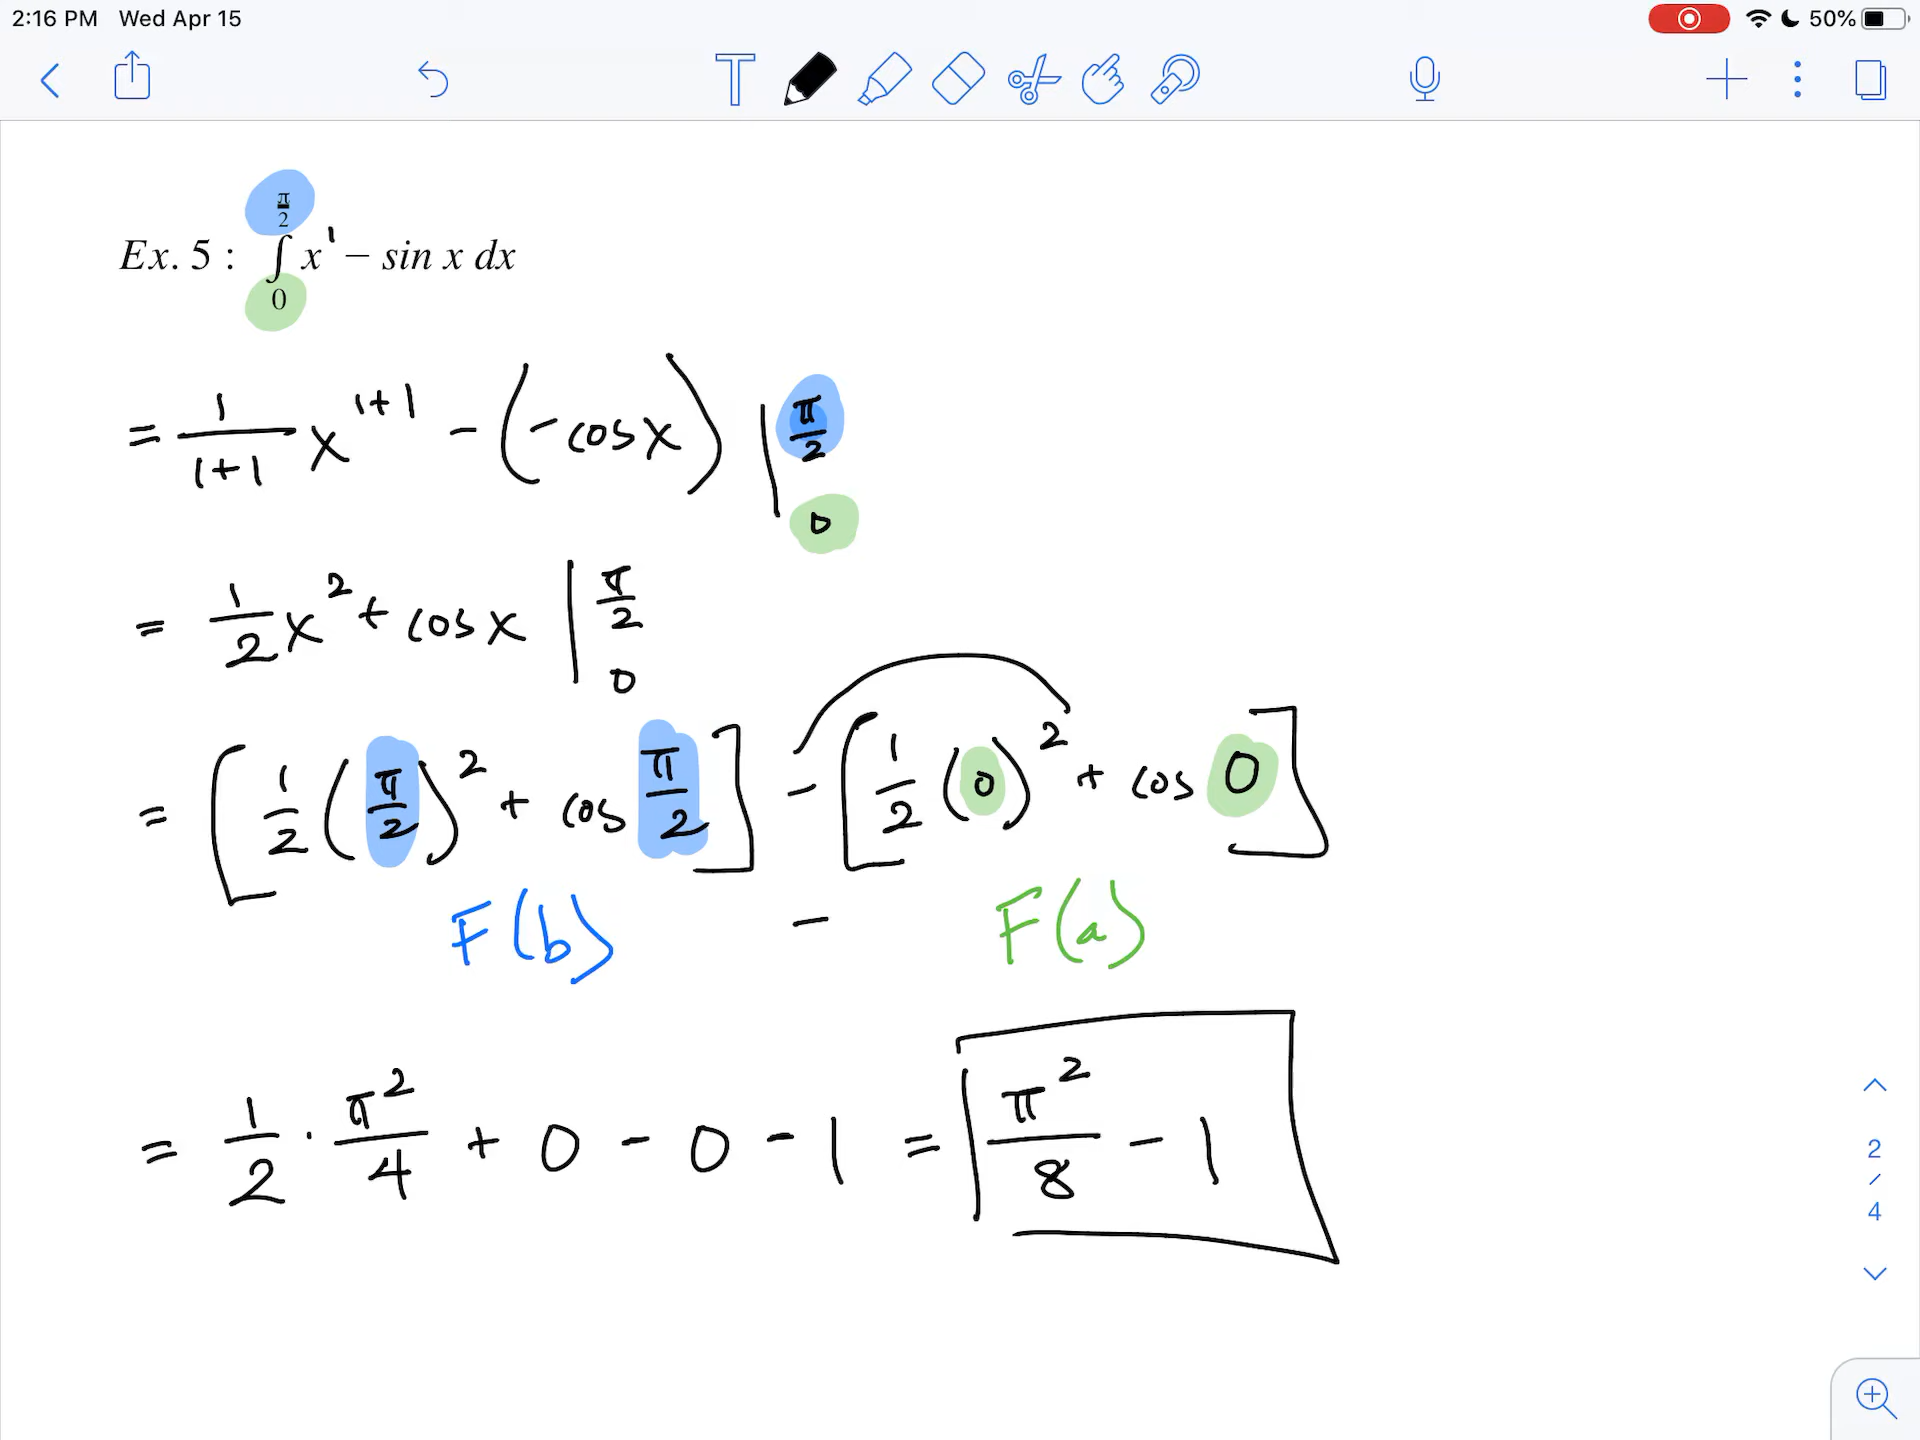 2:16 PM Wed Apr 15 50%
T
Ex. 5 : ∫₀^(π/2) x¹ − sin x dx
= 1/(1+1) x^(1+1) − (−cos x) | π/2 0
= 1/2 x² + cos x | π/2 0
= [1/2 (π/2)² + cos π/2] − [1/2 (0)² + cos 0]
F(b) − F(a)
= 1/2 · π²/4 + 0 − 0 − 1 = π²/8 − 1
2 / 4